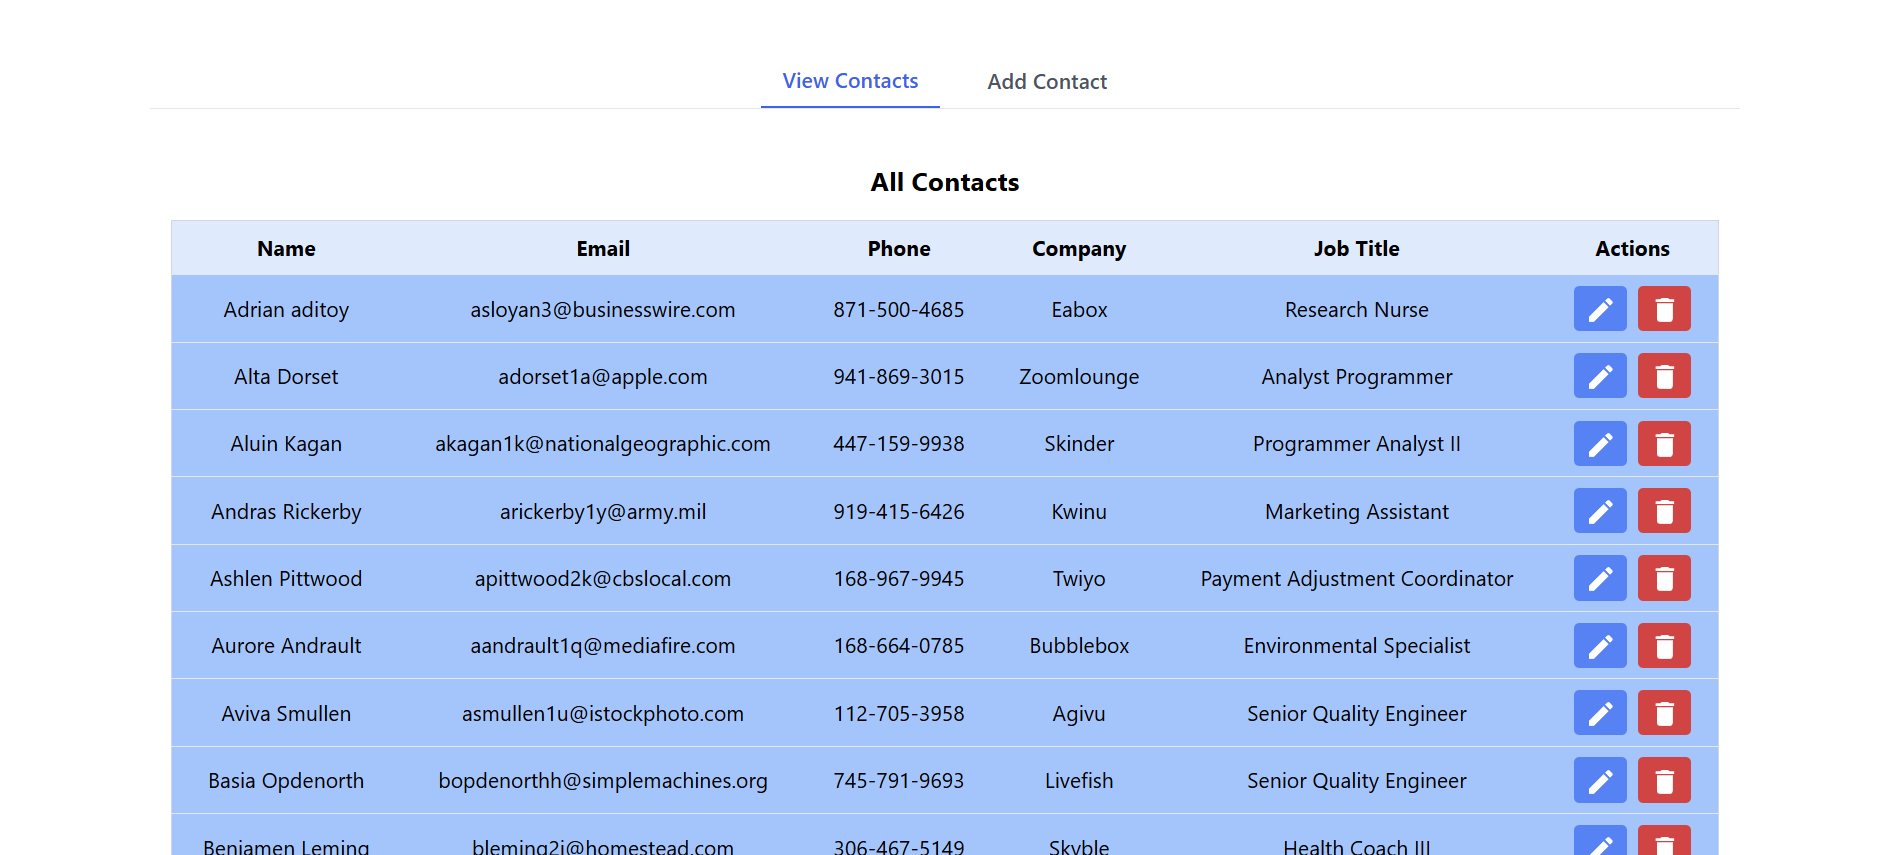 View Contacts Add Contact
All Contacts
Name Email Phone Company Job Title Actions
Adrian aditoy asloyan3@businesswire.com 871-500-4685 Eabox Research Nurse
Alta Dorset adorset1a@apple.com 941-869-3015 Zoomlounge Analyst Programmer
Aluin Kagan akagan1k@nationalgeographic.com 447-159-9938 Skinder Programmer Analyst II
Andras Rickerby arickerby1y@army.mil 919-415-6426 Kwinu Marketing Assistant
Ashlen Pittwood apittwood2k@cbslocal.com 168-967-9945 Twiyo Payment Adjustment Coordinator
Aurore Andrault aandrault1q@mediafire.com 168-664-0785 Bubblebox Environmental Specialist
Aviva Smullen asmullen1u@istockphoto.com 112-705-3958 Agivu Senior Quality Engineer
Basia Opdenorth bopdenorthh@simplemachines.org 745-791-9693 Livefish Senior Quality Engineer
Benjamen Leming 306-467-5149 Skyble Health Coach III